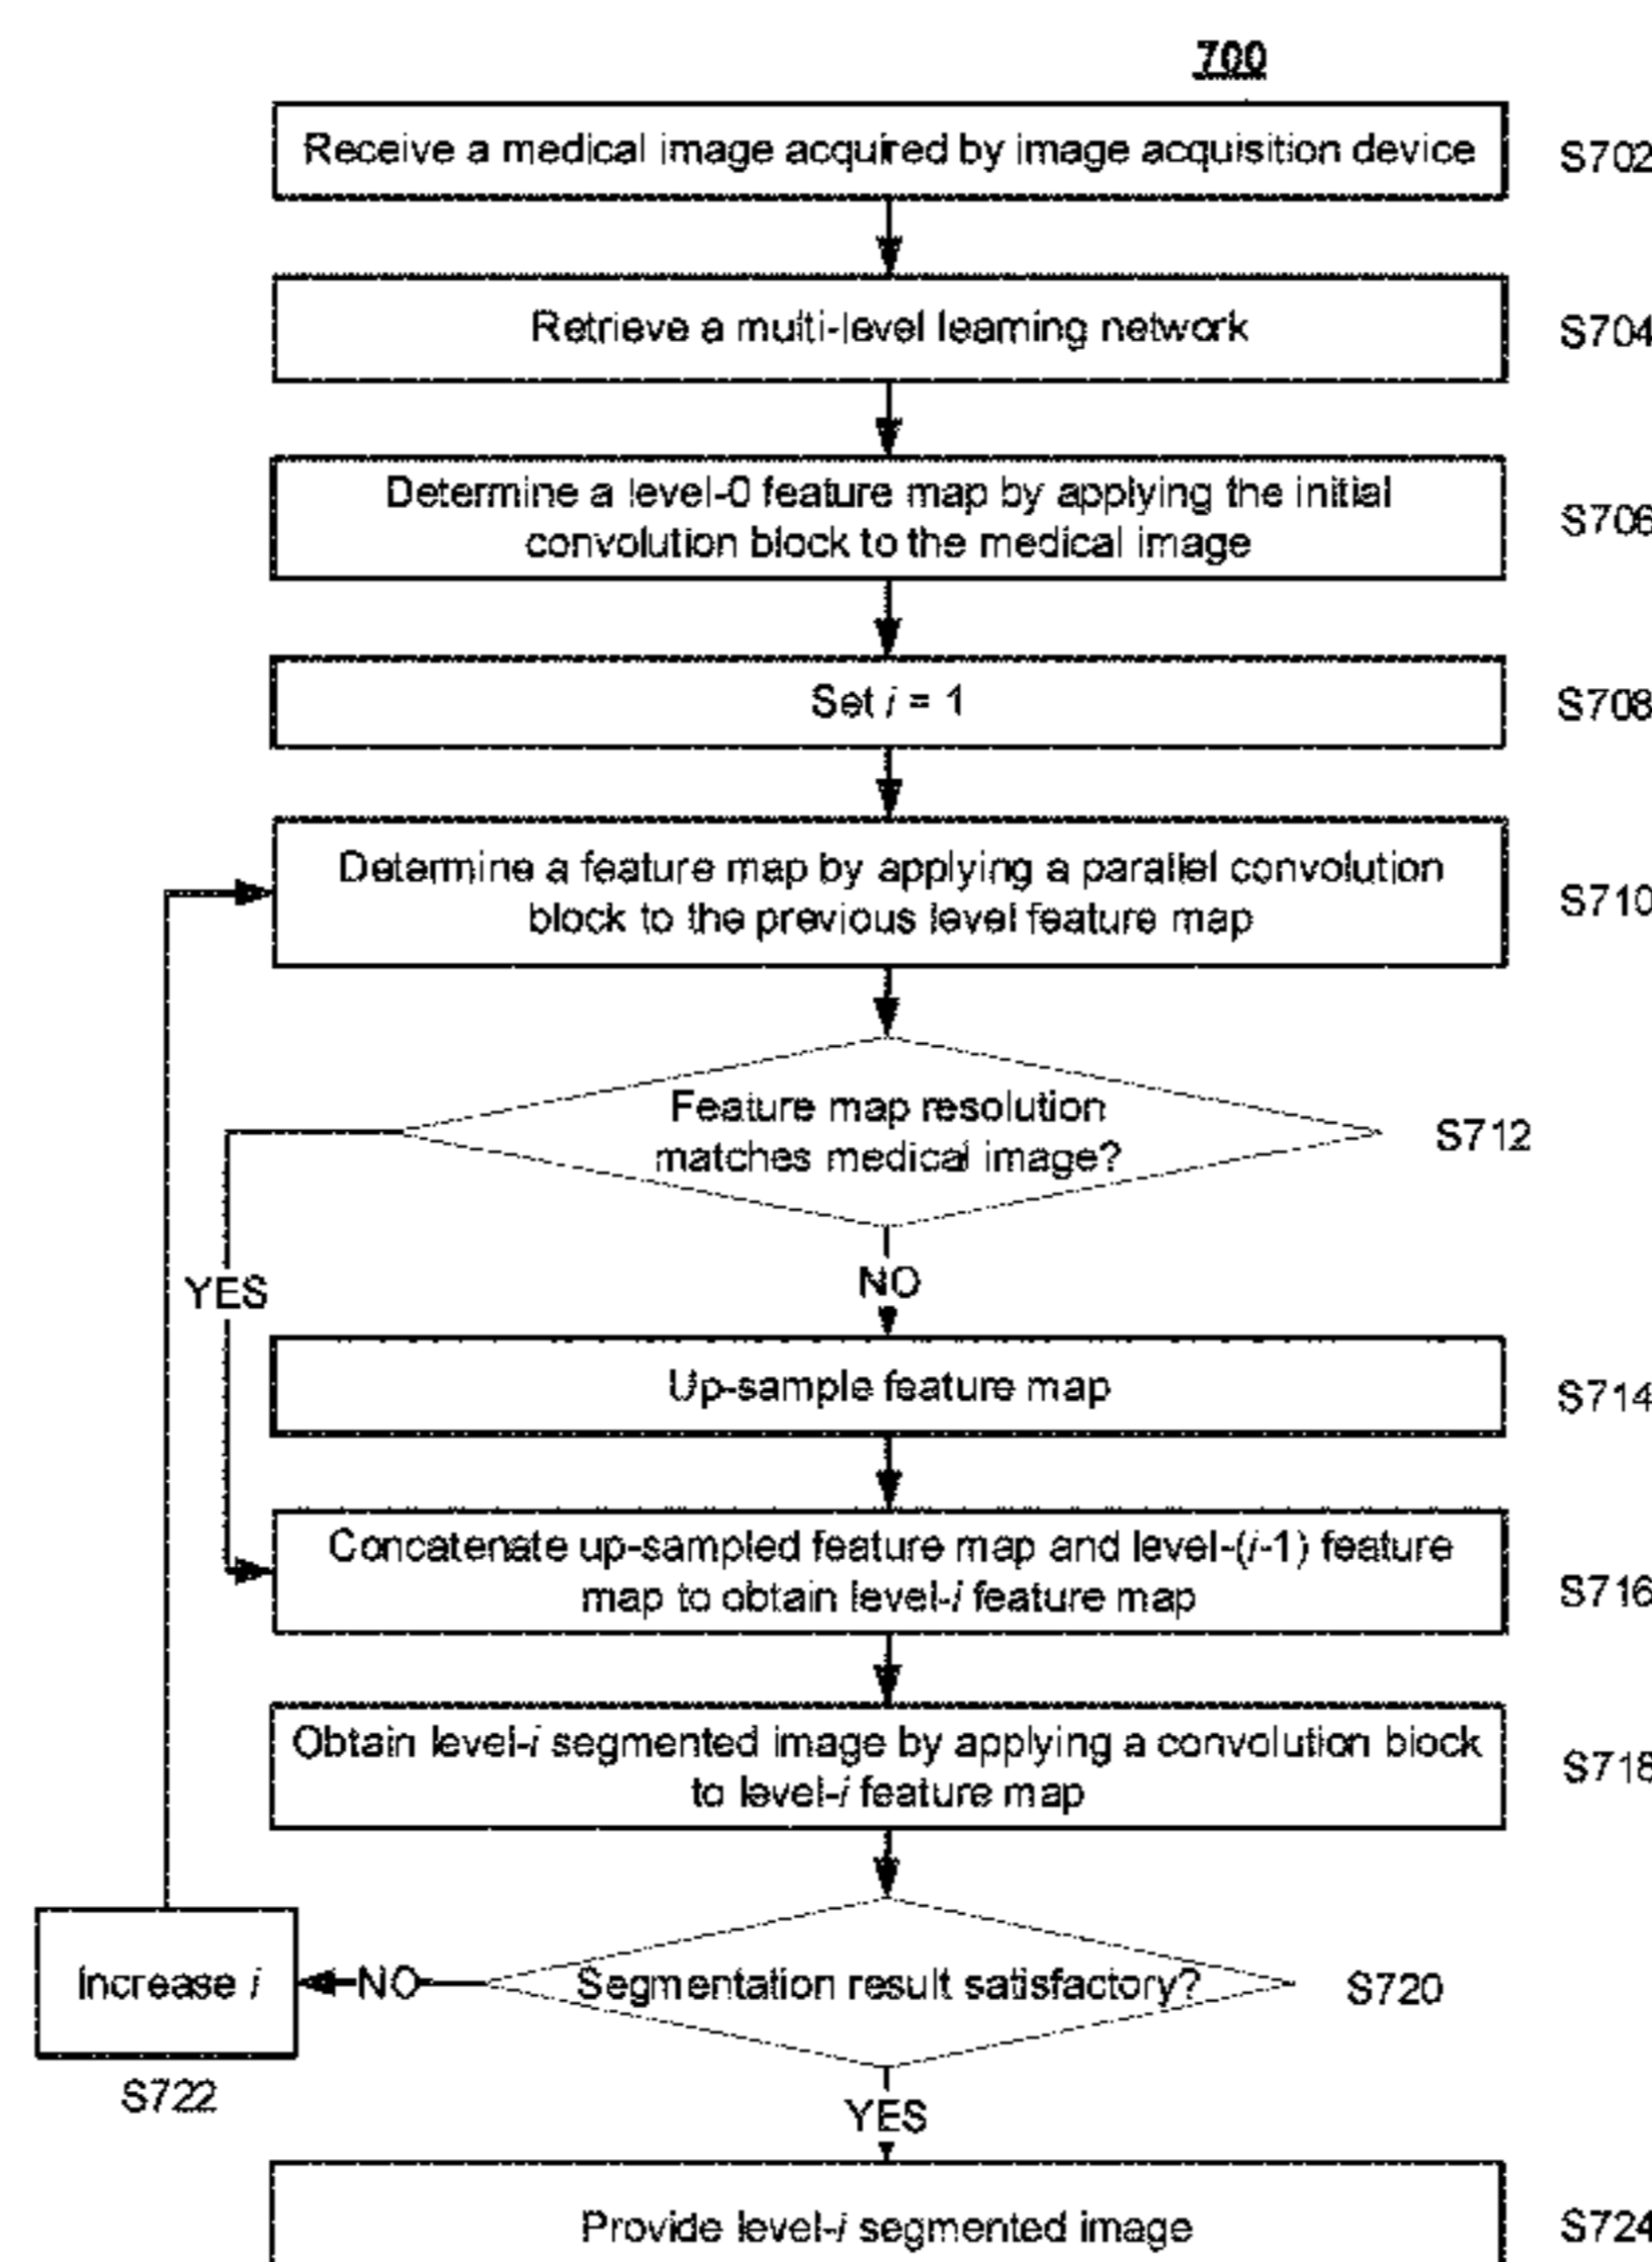 700
Receive a medical image acquired by image acquisition device
S702
Retrieve a multi-level learning network
S704
Determine a level-0 feature map by applying the initial
convolution block to the medical image
S706
Set i = 1
S708
Determine a feature map by applying a parallel convolution
block to the previous level feature map
S710
Feature map resolution
matches medical image?
S712
YES
NO
Up-sample feature map
S714
Concatenate up-sampled feature map and level-(i-1) feature
map to obtain level-i feature map
S716
Obtain level-i segmented image by applying a convolution block
to level-i feature map
S718
Increase i
NO
Segmentation result satisfactory?
S720
S722
YES
Provide level-i segmented image
S724